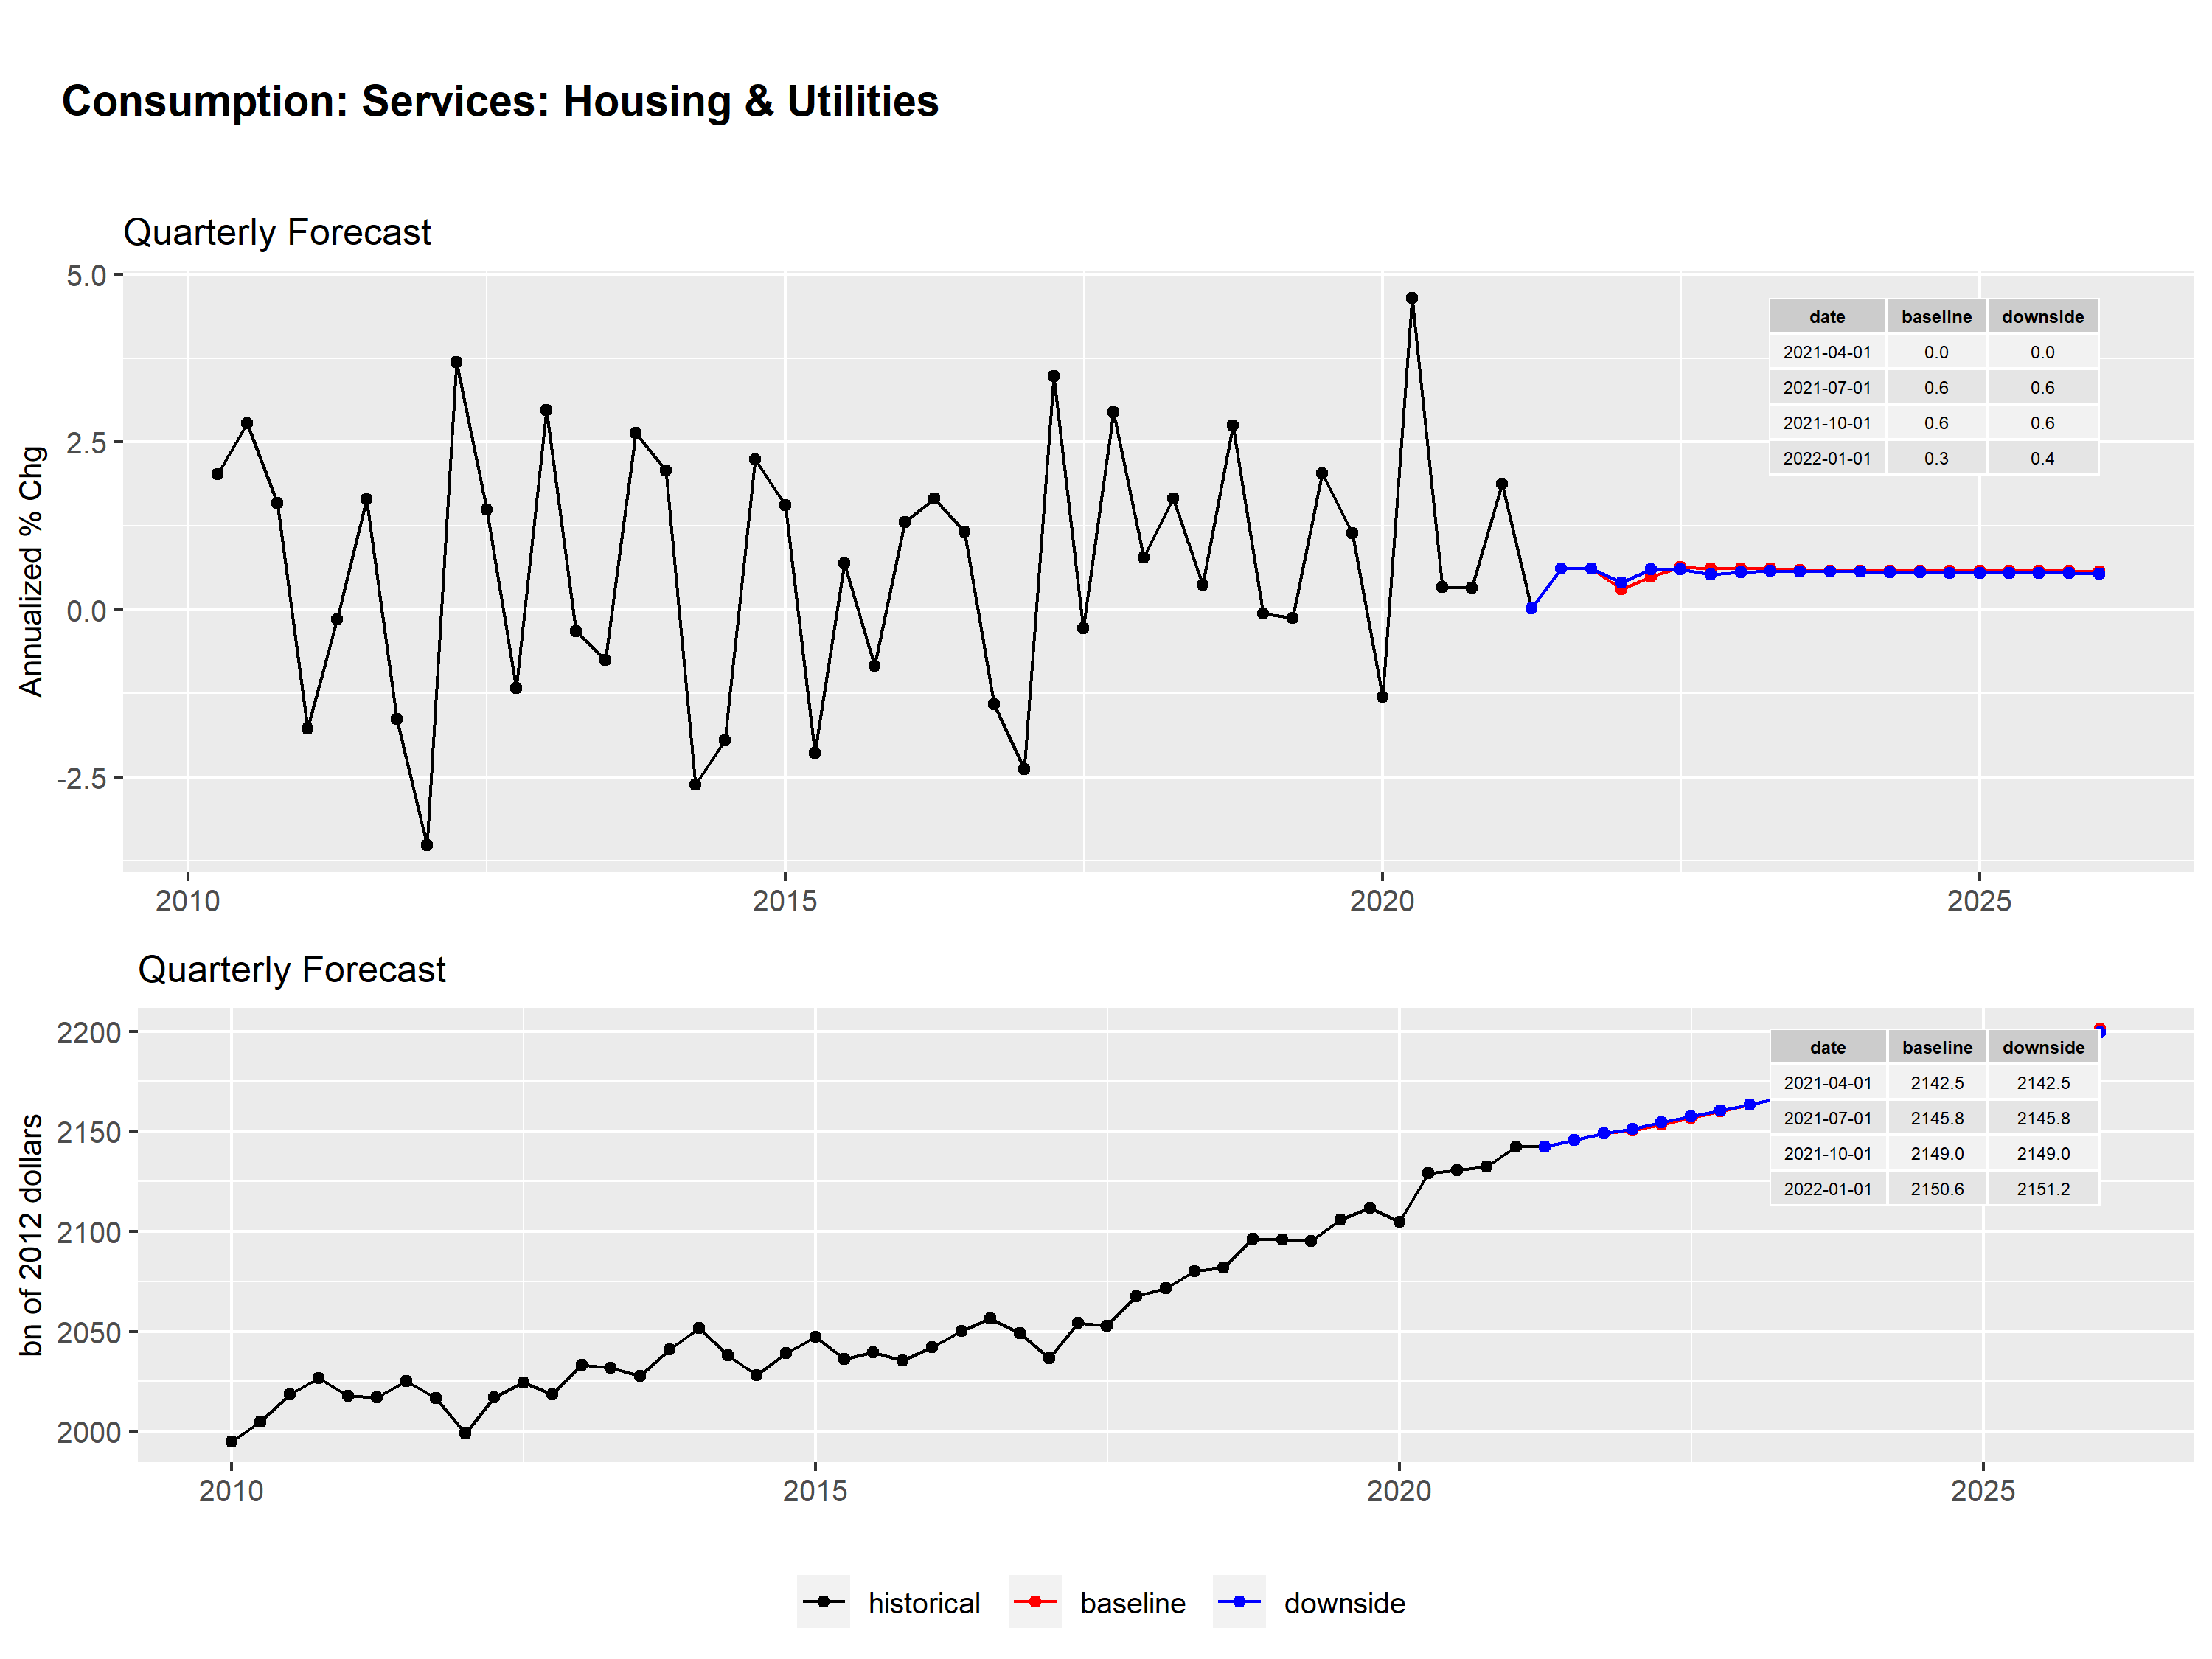 Consumption: Services: Housing & Utilities
Quarterly Forecast
Annualized % Chg
5.0
2.5
0.0
-2.5
date baseline downside
2021-04-01 0.0 0.0
2021-07-01 0.6 0.6
2021-10-01 0.6 0.6
2022-01-01 0.3 0.4
2010 2015 2020 2025
Quarterly Forecast
bn of 2012 dollars
2200
2150
2100
2050
2000
date baseline downside
2021-04-01 2142.5 2142.5
2021-07-01 2145.8 2145.8
2021-10-01 2149.0 2149.0
2022-01-01 2150.6 2151.2
2010 2015 2020 2025
historical baseline downside